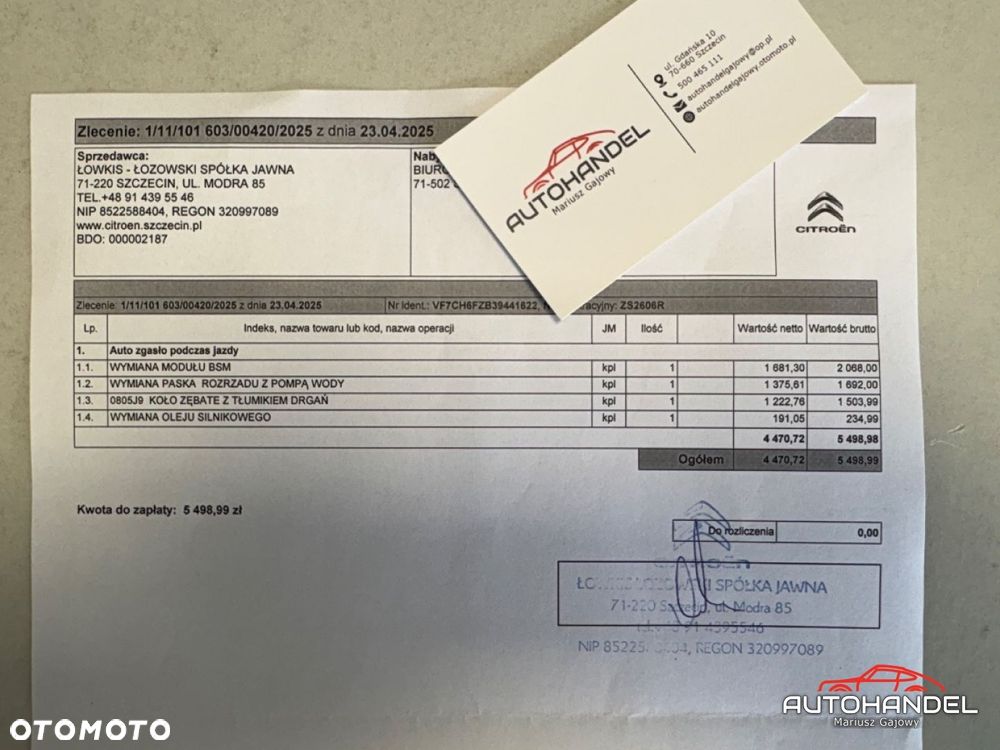 ul. Gdańska 10
70-660 Szczecin
500 465 111
autohandelgajowy@op.pl
autohandelgajowy.otomoto.pl
AUTOHANDEL
Mariusz Gajowy
Zlecenie: 1/11/101 603/00420/2025 z dnia 23.04.2025
Sprzedawca:
ŁOWKIS - ŁOZOWSKI SPÓŁKA JAWNA
71-220 SZCZECIN, UL. MODRA 85
TEL.+48 91 439 55 46
NIP 8522588404, REGON 320997089
www.citroen.szczecin.pl
BDO: 000002187
71-502
CITROËN
Zlecenie: 1/11/101 603/00420/2025 z dnia 23.04.2025 Nr ident.: VF7CH6FZB39441622, ZS2606R
Lp. Indeks, nazwa towaru lub kod, nazwa operacji JM Ilość Wartość netto Wartość brutto
1. Auto zgasło podczas jazdy
1.1. WYMIANA MODUŁU BSM kpl 1 1 681,30 2 068,00
1.2. WYMIANA PASKA ROZRZADU Z POMPĄ WODY kpl 1 1 375,61 1 692,00
1.3. 0805J9 KOŁO ZĘBATE Z TŁUMIKIEM DRGAŃ kpl 1 1 222,76 1 503,99
1.4. WYMIANA OLEJU SILNIKOWEGO kpl 1 191,05 234,99
4 470,72 5 498,98
Ogółem 4 470,72 5 498,99
Kwota do zapłaty: 5 498,99 zł
Do rozliczenia 0,00
SPÓŁKA JAWNA
71-220 Szczecin, ul. Modra 85
91 4395546
REGON 320997089
AUTOHANDEL
Mariusz Gajowy
OTOMOTO